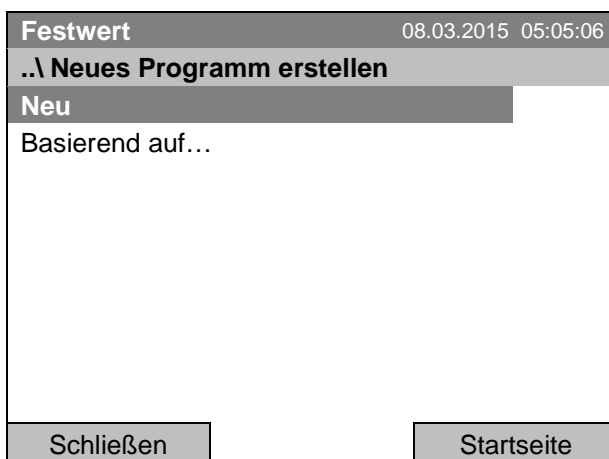 Festwert 08.03.2015 05:05:06
..\ Neues Programm erstellen
Neu
Basierend auf…
Schließen Startseite